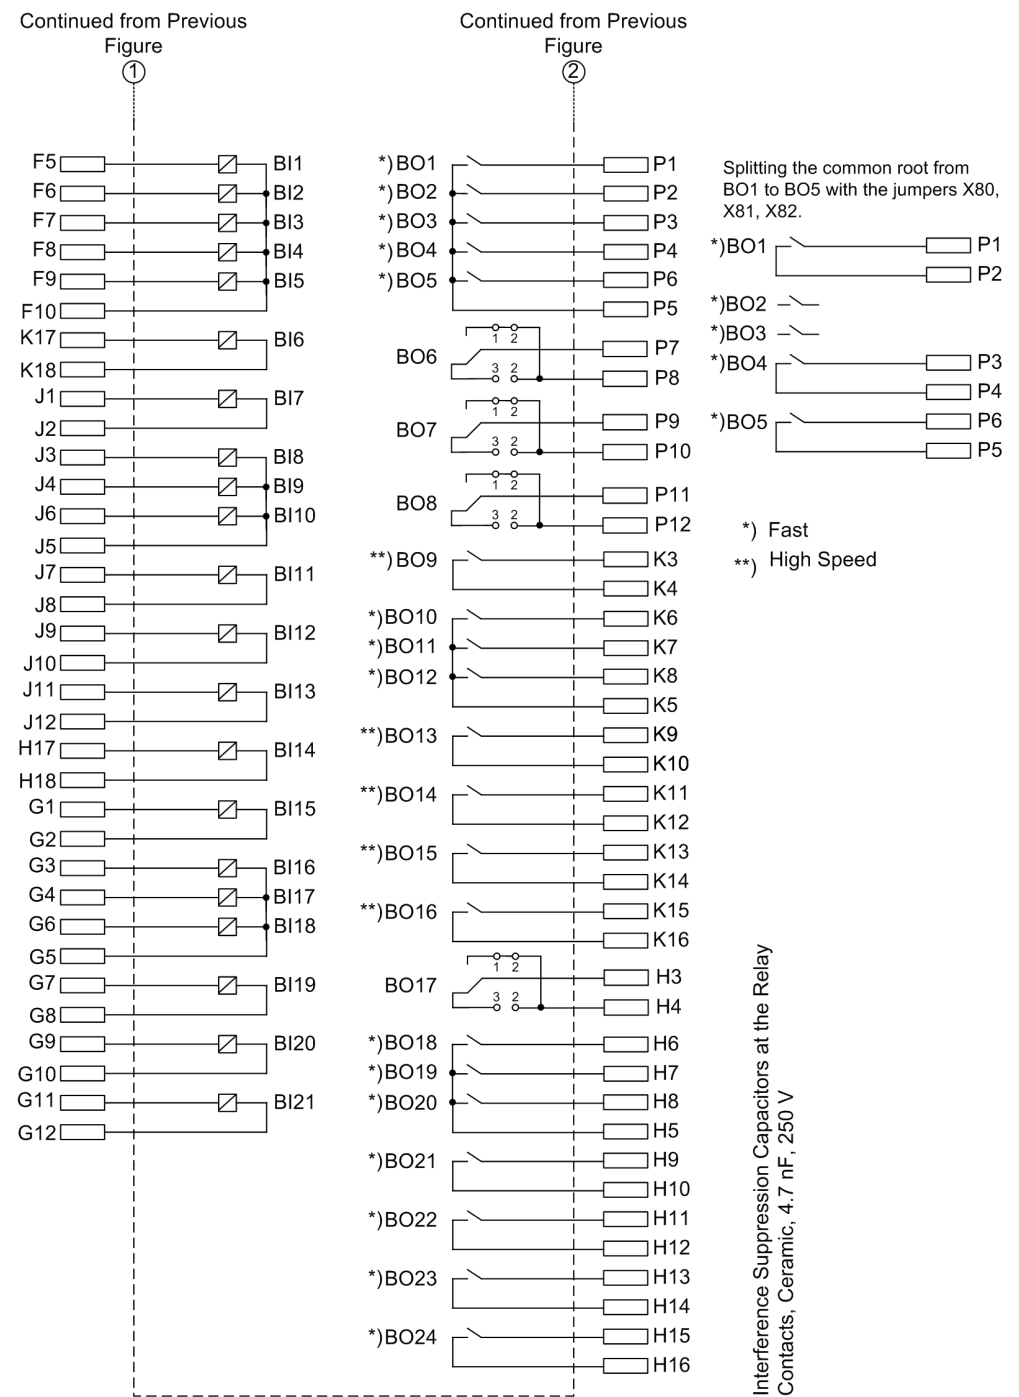 Continued from Previous
Figure
1
Continued from Previous
Figure
2
F5 BI1
F6 BI2
F7 BI3
F8 BI4
F9 BI5
F10
K17 BI6
K18
J1 BI7
J2
J3 BI8
J4 BI9
J6 BI10
J5
J7 BI11
J8
J9 BI12
J10
J11 BI13
J12
H17 BI14
H18
G1 BI15
G2
G3 BI16
G4 BI17
G6 BI18
G5
G7 BI19
G8
G9 BI20
G10
G11 BI21
G12
*)BO1 P1
*)BO2 P2
*)BO3 P3
*)BO4 P4
*)BO5 P6
P5
1 2
BO6 P7
3 2 P8
1 2
BO7 P9
3 2 P10
1 2
BO8 P11
3 2 P12
**)BO9 K3
K4
*)BO10 K6
*)BO11 K7
*)BO12 K8
K5
**)BO13 K9
K10
**)BO14 K11
K12
**)BO15 K13
K14
**)BO16 K15
K16
1 2
BO17 H3
3 2 H4
*)BO18 H6
*)BO19 H7
*)BO20 H8
H5
*)BO21 H9
H10
*)BO22 H11
H12
*)BO23 H13
H14
*)BO24 H15
H16
Splitting the common root from
BO1 to BO5 with the jumpers X80,
X81, X82.
*)BO1 P1
P2
*)BO2
*)BO3
*)BO4 P3
P4
*)BO5 P6
P5
*) Fast
**) High Speed
Interference Suppression Capacitors at the Relay
Contacts, Ceramic, 4.7 nF, 250 V